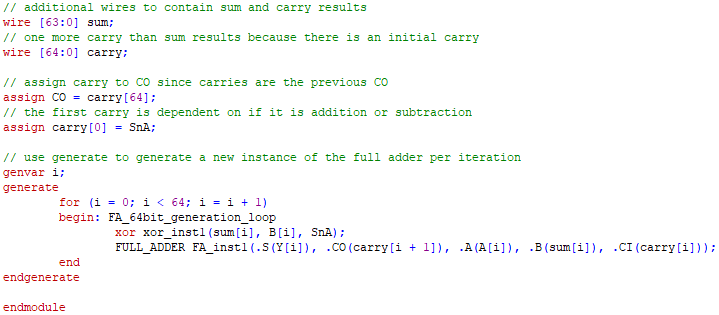 // additional wires to contain sum and carry results
wire [63:0] sum;
// one more carry than sum results because there is an initial carry
wire [64:0] carry;

// assign carry to CO since carries are the previous CO
assign CO = carry[64];
// the first carry is dependent on if it is addition or subtraction
assign carry[0] = SnA;

// use generate to generate a new instance of the full adder per iteration
genvar i;
generate
        for (i = 0; i < 64; i = i + 1)
        begin: FA_64bit_generation_loop
                xor xor_inst1(sum[i], B[i], SnA);
                FULL_ADDER FA_inst1(.S(Y[i]), .CO(carry[i + 1]), .A(A[i]), .B(sum[i]), .CI(carry[i]));
        end
endgenerate

endmodule